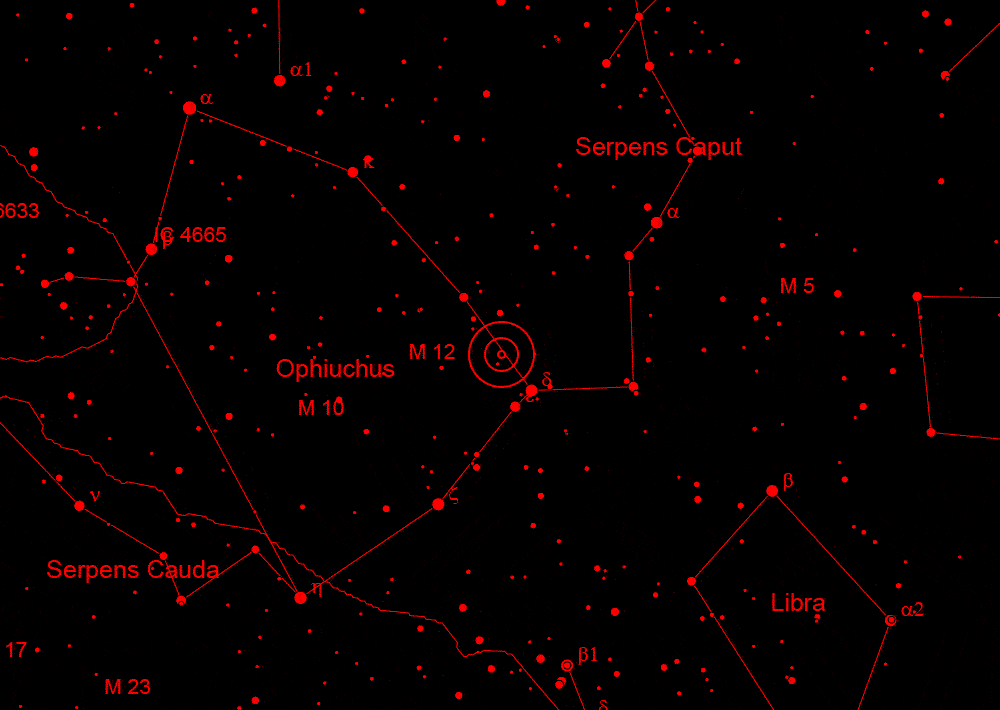 α1
α
Serpens Caput
κ
6633
α
IC 4665
β
M 5
M 12
Ophiuchus
δ
ε
M 10
β
ν
ζ
Serpens Cauda
η
Libra
α2
17
β1
M 23
δ